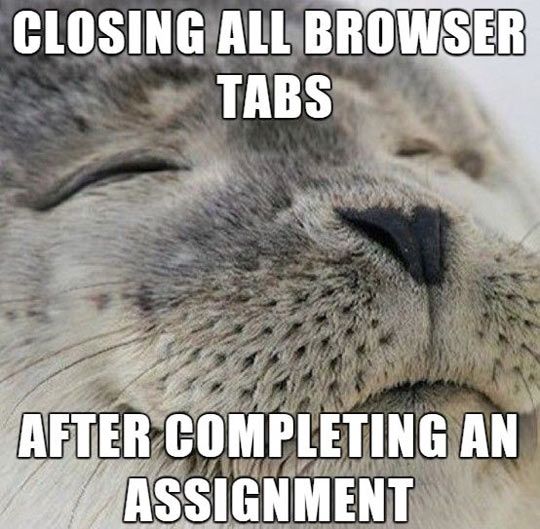 CLOSING ALL BROWSER
TABS
AFTER COMPLETING AN
ASSIGNMENT